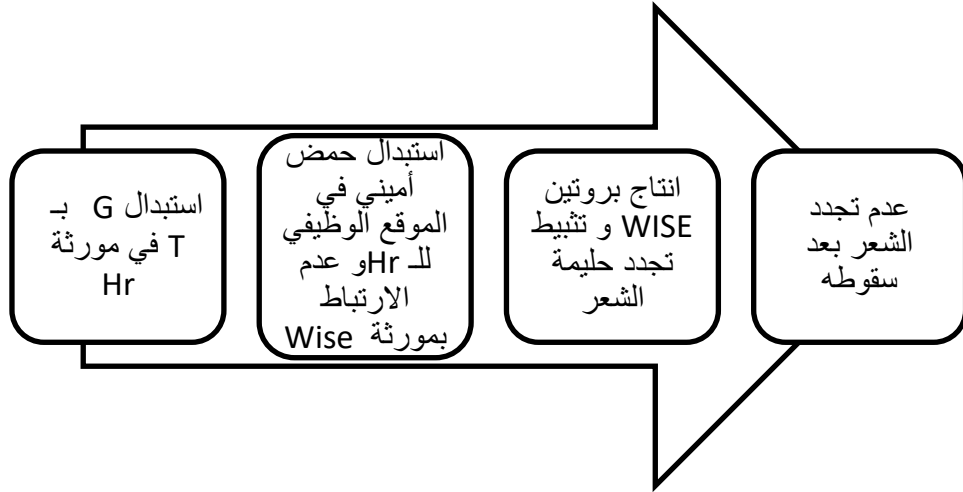 استبدال G بـ
T في مورثة
Hr
استبدال حمض
أميني في
الموقع الوظيفي
للـ Hrو عدم
الارتباط
بمورثة Wise
انتاج بروتين
WISE و تثبيط
تجدد حليمة
الشعر
عدم تجدد
الشعر بعد
سقوطه